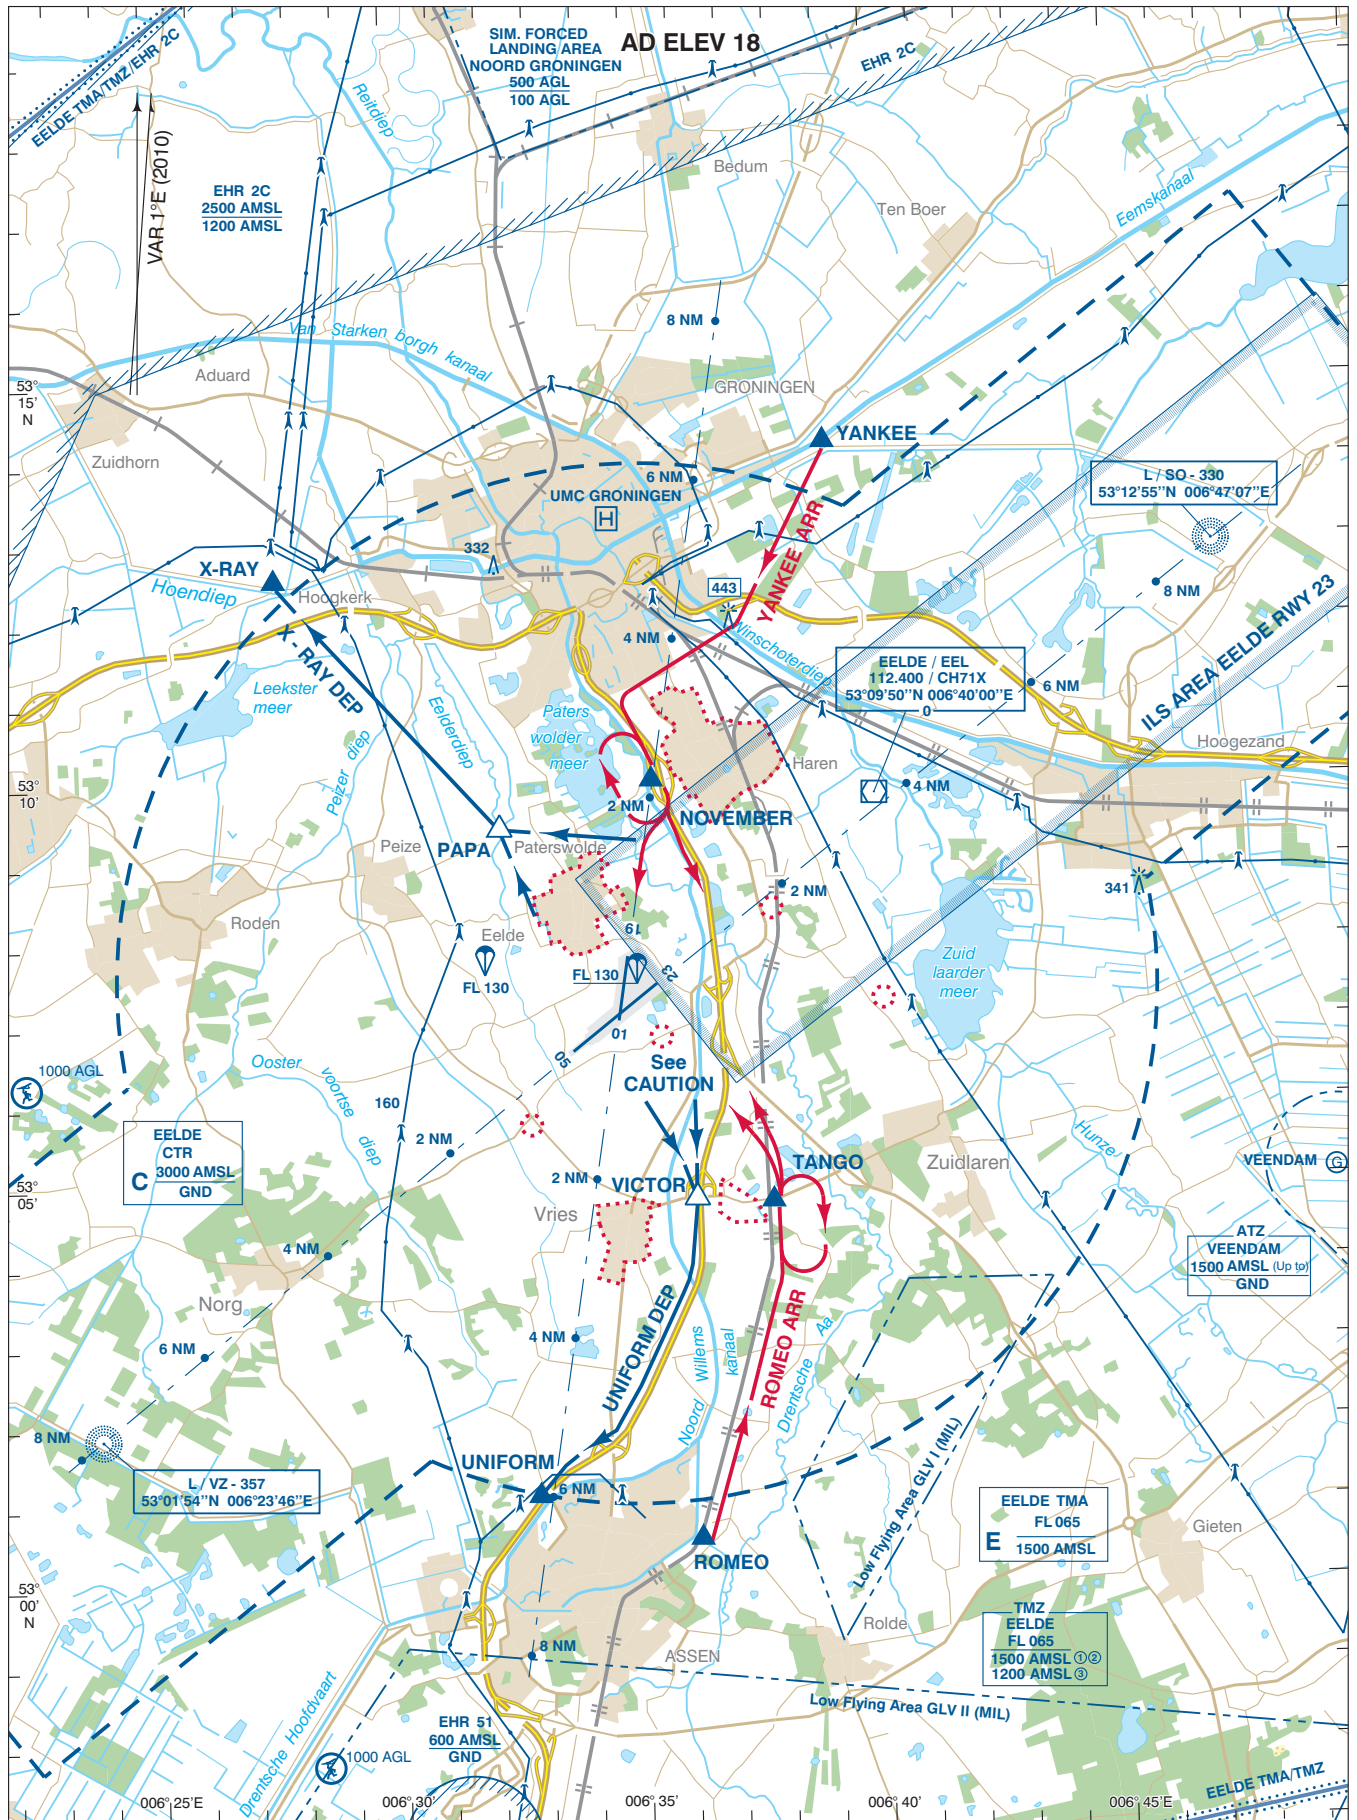 EELDE TMA/TMZ/EHR 2C
SIM. FORCED
LANDING AREA
NOORD GRONINGEN
500 AGL
100 AGL
AD ELEV 18
EHR 2C
Reitdiep
VAR 1°E (2010)
EHR 2C
2500 AMSL
1200 AMSL
Bedum
Ten Boer
Eemskanaal
8 NM
Van Starken borgh kanaal
Aduard
GRONINGEN
53°
15'
N
YANKEE
Zuidhorn
6 NM
UMC GRONINGEN
H
L / SO - 330
53°12'55''N 006°47'07''E
YANKEE ARR
332
X-RAY
Hoendiep
Hoogkerk
443
8 NM
4 NM
Winschoterdiep
X - RAY DEP
EELDE / EEL
112.400 / CH71X
53°09'50''N 006°40'00''E
0
ILS AREA EELDE RWY 23
Leekster
meer
Eelderdiep
Peizer diep
Paters
wolder
meer
6 NM
Hoogezand
Haren
53°
10'
4 NM
2 NM
NOVEMBER
PAPA
Paterswolde
Peize
2 NM
341
Roden
Eelde
19
23
FL 130
FL 130
Zuid
laarder
meer
01
05
See
CAUTION
Ooster
voortse
diep
1000 AGL
160
2 NM
Hunze
EELDE
CTR
C
3000 AMSL
GND
TANGO
Zuidlaren
VEENDAM G
53°
05'
2 NM
VICTOR
Vries
ATZ
VEENDAM
1500 AMSL (Up to)
GND
4 NM
Norg
UNIFORM DEP
Noord Willems
kanaal
ROMEO ARR
Drentsche Aa
4 NM
6 NM
8 NM
UNIFORM
6 NM
L / VZ - 357
53°01'54''N 006°23'46''E
Low Flying Area GLV I (MIL)
EELDE TMA
FL 065
E
1500 AMSL
Gieten
ROMEO
53°
00'
N
Rolde
TMZ
EELDE
FL 065
1500 AMSL ①②
1200 AMSL ③
8 NM
ASSEN
Low Flying Area GLV II (MIL)
Drentsche Hoofdvaart
EHR 51
600 AMSL
GND
1000 AGL
EELDE TMA/TMZ
006° 25'E
006° 30'
006° 35'
006° 40'
006° 45'E